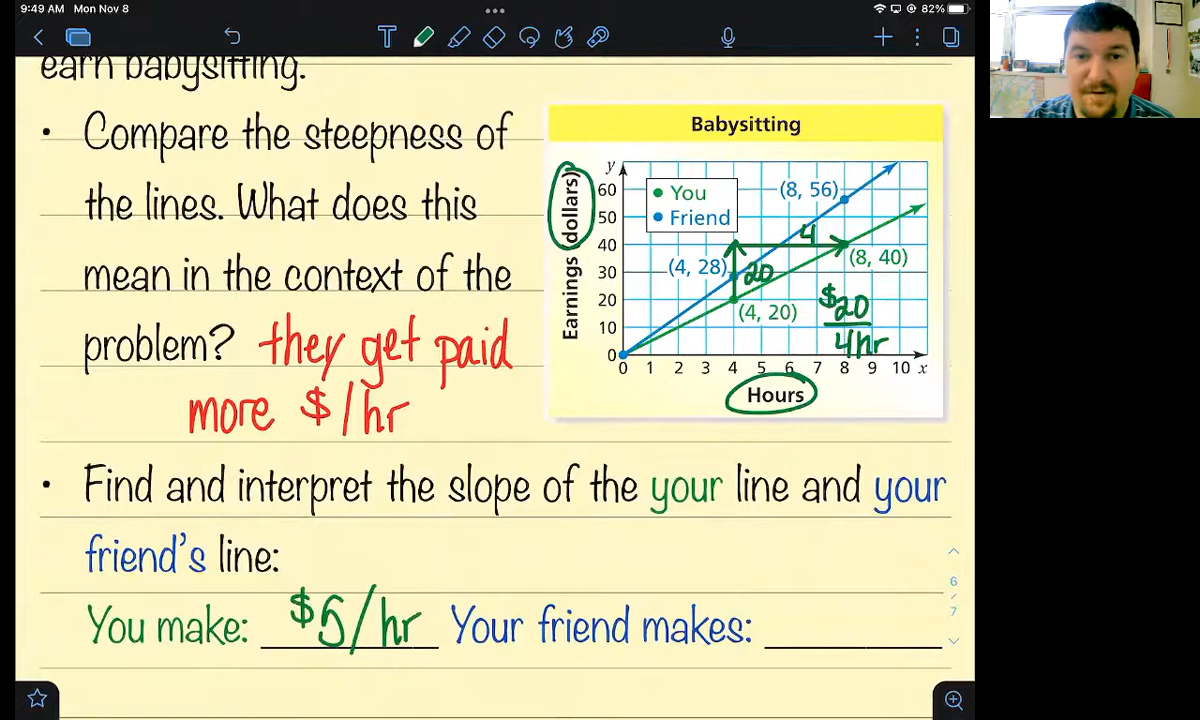 9:49 AM Mon Nov 8
82%
T
earn babysitting.
• Compare the steepness of
the lines. What does this
mean in the context of the
problem? they get paid
more $/hr
Babysitting
Earnings (dollars)
y
60
50
40
30
20
10
0
You
Friend
(8, 56)
(4, 28)
(8, 40)
(4, 20)
4
20
$20
4hr
0 1 2 3 4 5 6 7 8 9 10 x
Hours
• Find and interpret the slope of the your line and your
friend's line:
You make: $5/hr Your friend makes:
6
/
7